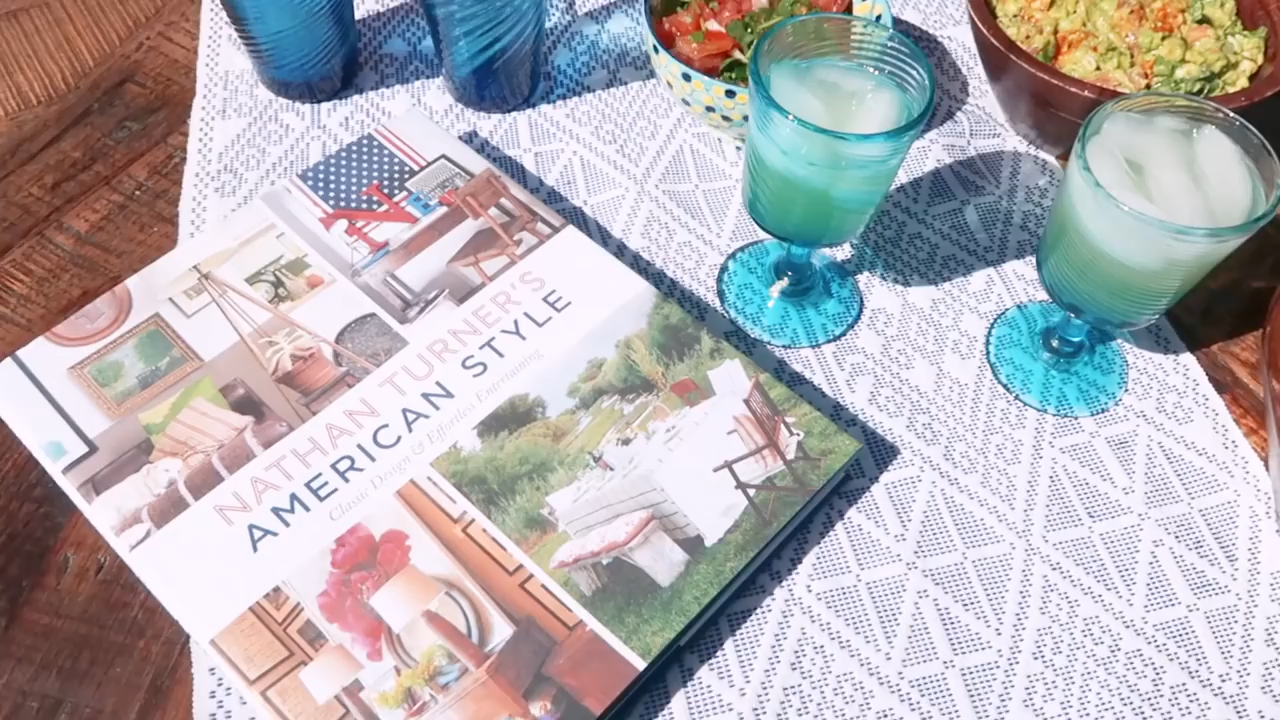 NATHAN TURNER'S
AMERICAN STYLE
Classic Design & Effortless Entertaining